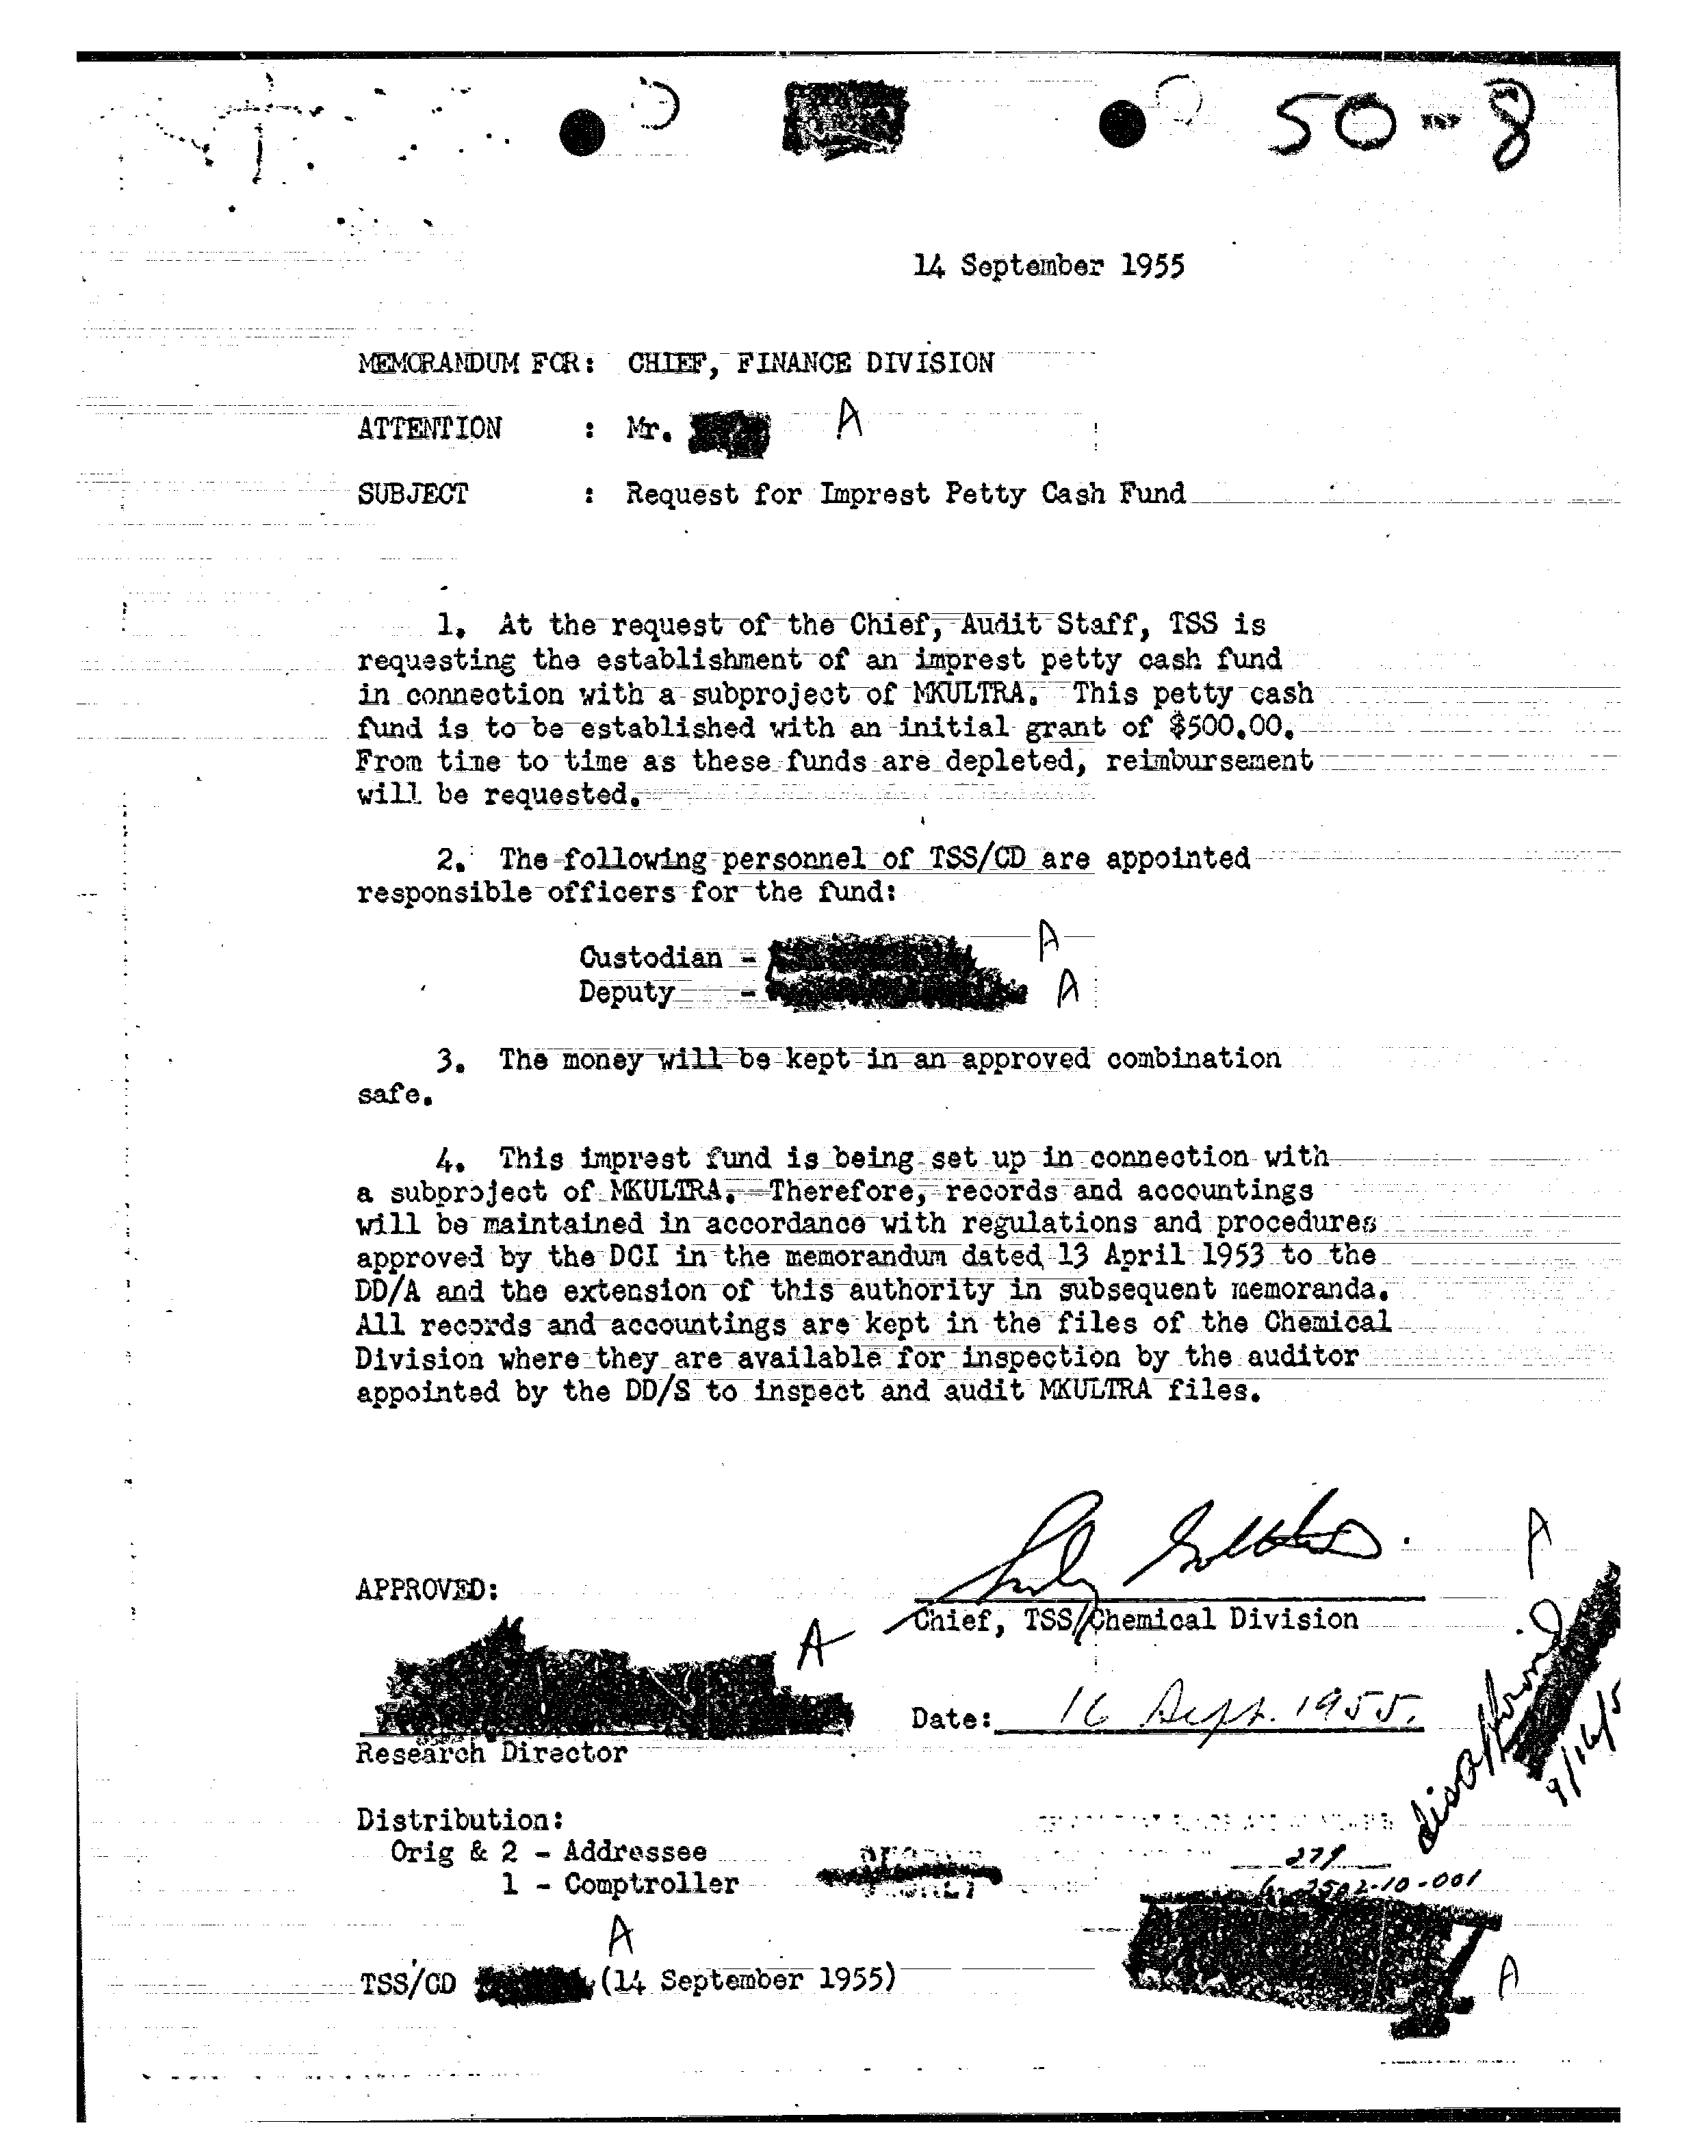 50-8
14 September 1955
MEMORANDUM FOR: CHIEF, FINANCE DIVISION
ATTENTION : Mr. A
SUBJECT : Request for Imprest Petty Cash Fund
1. At the request of the Chief, Audit Staff, TSS is
requesting the establishment of an imprest petty cash fund
in connection with a subproject of MKULTRA. This petty cash
fund is to be established with an initial grant of $500.00.
From time to time as these funds are depleted, reimbursement
will be requested.
2. The following personnel of TSS/CD are appointed
responsible officers for the fund:
Custodian - A
Deputy - A
3. The money will be kept in an approved combination
safe.
4. This imprest fund is being set up in connection with
a subproject of MKULTRA. Therefore, records and accountings
will be maintained in accordance with regulations and procedures
approved by the DCI in the memorandum dated 13 April 1953 to the
DD/A and the extension of this authority in subsequent memoranda.
All records and accountings are kept in the files of the Chemical
Division where they are available for inspection by the auditor
appointed by the DD/S to inspect and audit MKULTRA files.
A
APPROVED:
Chief, TSS/Chemical Division
A
Date: 16 Sept. 1955.
Research Director
9/16/5
Distribution:
Orig & 2 - Addressee
1 - Comptroller
279
2502-10-001
A
TSS/CD (14 September 1955)
A